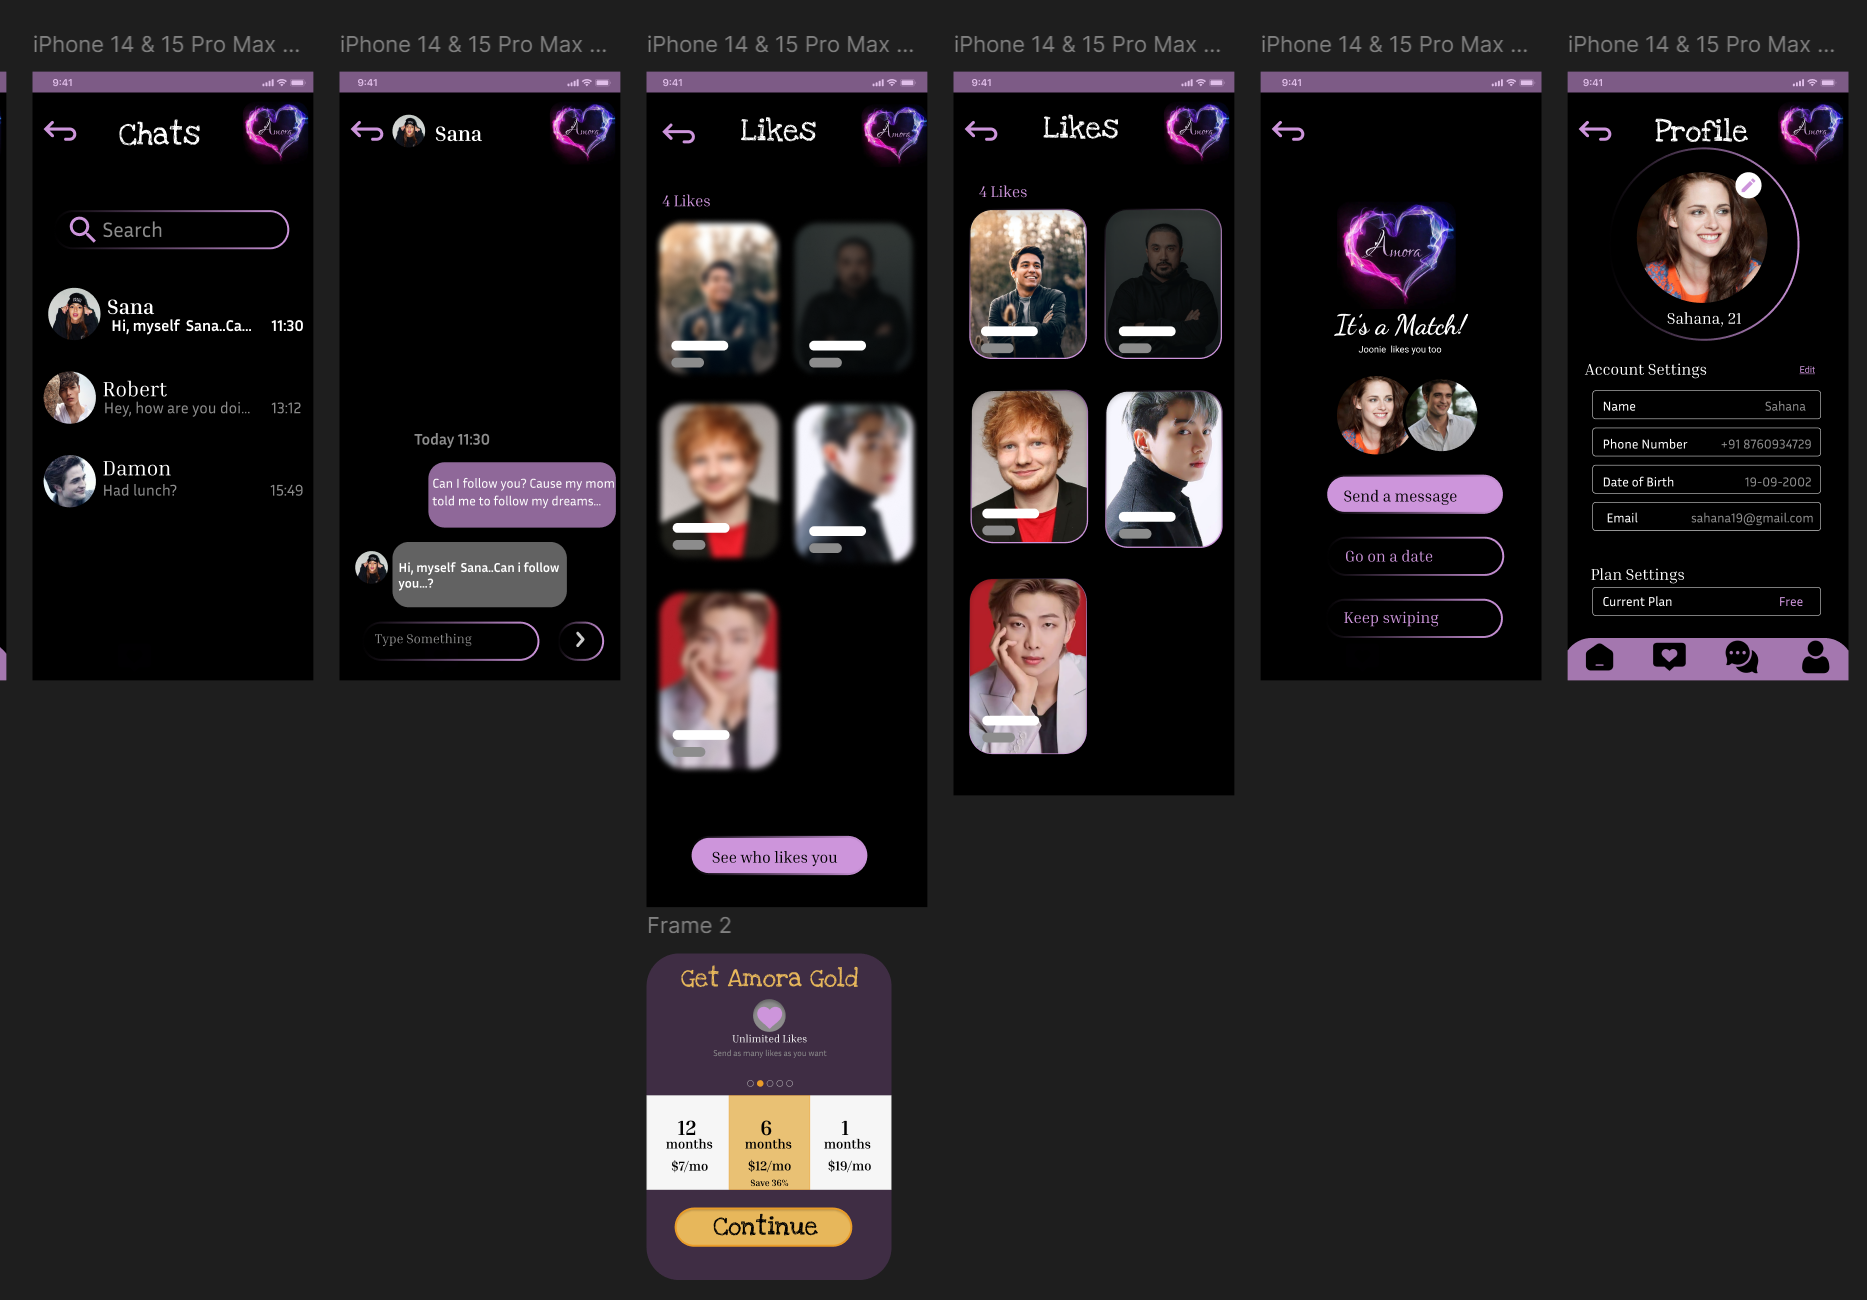 iPhone 14 & 15 Pro Max ...
9:41
Chats
Amora
Search
Sana
Hi, myself Sana..Ca...
11:30
Robert
Hey, how are you doi...
13:12
Damon
Had lunch?
15:49
iPhone 14 & 15 Pro Max ...
9:41
Sana
Amora
Today 11:30
Can I follow you? Cause my mom
told me to follow my dreams...
Hi, myself Sana..Can i follow
you...?
Type Something
iPhone 14 & 15 Pro Max ...
9:41
Likes
Amora
4 Likes
See who likes you
Frame 2
Get Amora Gold
Unlimited Likes
Send as many likes as you want
12
months
$7/mo
6
months
$12/mo
Save 36%
1
months
$19/mo
Continue
iPhone 14 & 15 Pro Max ...
9:41
Likes
Amora
4 Likes
iPhone 14 & 15 Pro Max ...
9:41
Amora
It's a Match!
Joonie likes you too
Send a message
Go on a date
Keep swiping
iPhone 14 & 15 Pro Max ...
9:41
Profile
Amora
Sahana, 21
Account Settings
Edit
Name
Sahana
Phone Number
+91 8760934729
Date of Birth
19-09-2002
Email
sahana19@gmail.com
Plan Settings
Current Plan
Free